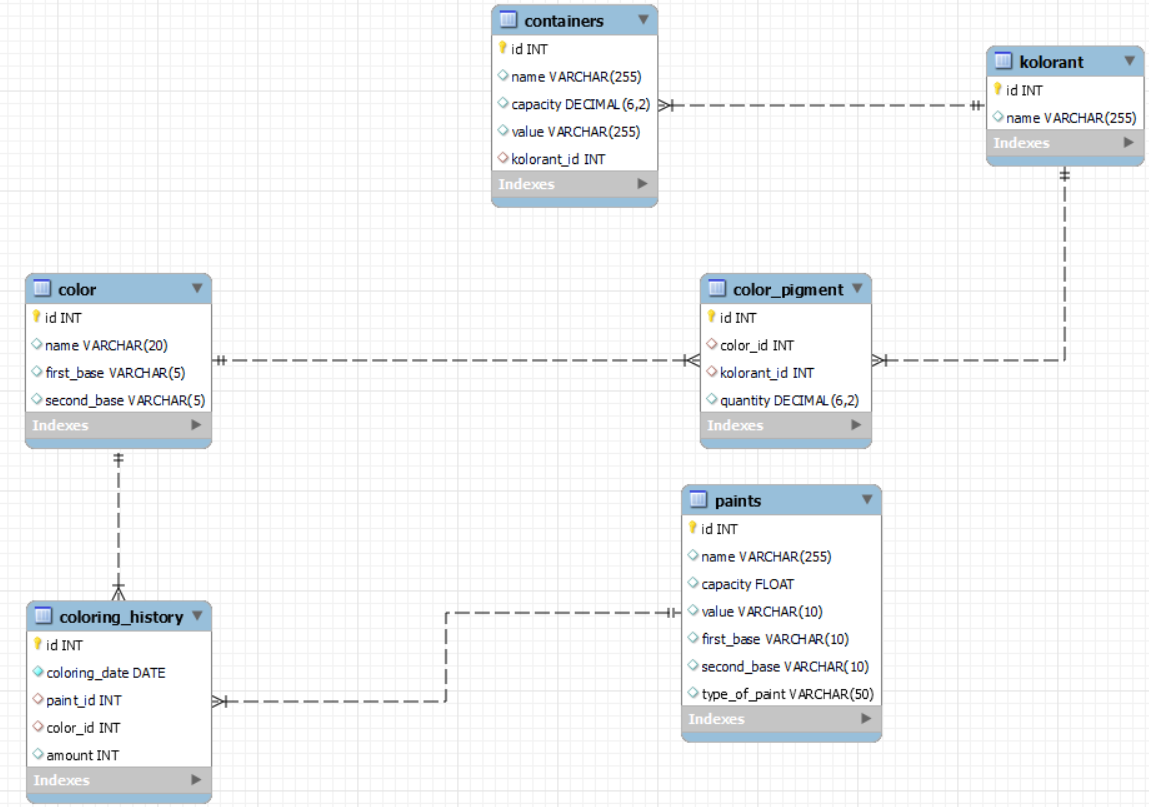 containers
id INT
name VARCHAR(255)
capacity DECIMAL(6,2)
value VARCHAR(255)
kolorant_id INT
Indexes
kolorant
id INT
name VARCHAR(255)
Indexes
color
id INT
name VARCHAR(20)
first_base VARCHAR(5)
second_base VARCHAR(5)
Indexes
color_pigment
id INT
color_id INT
kolorant_id INT
quantity DECIMAL(6,2)
Indexes
paints
id INT
name VARCHAR(255)
capacity FLOAT
value VARCHAR(10)
first_base VARCHAR(10)
second_base VARCHAR(10)
type_of_paint VARCHAR(50)
Indexes
coloring_history
id INT
coloring_date DATE
paint_id INT
color_id INT
amount INT
Indexes